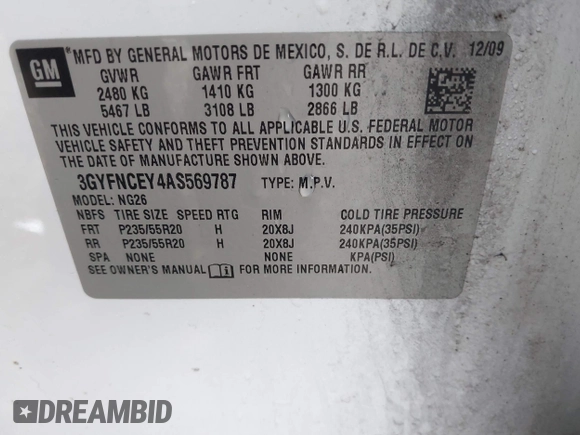 GM
MFD BY GENERAL MOTORS DE MEXICO, S. DE R.L. DE C.V. 12/09
GVWR GAWR FRT GAWR RR
2480 KG 1410 KG 1300 KG
5467 LB 3108 LB 2866 LB
THIS VEHICLE CONFORMS TO ALL APPLICABLE U.S. FEDERAL MOTOR
VEHICLE SAFETY AND THEFT PREVENTION STANDARDS IN EFFECT ON
THE DATE OF MANUFACTURE SHOWN ABOVE.
3GYFNCEY4AS569787 TYPE: M.P.V.
MODEL: NG26
NBFS TIRE SIZE SPEED RTG RIM COLD TIRE PRESSURE
FRT P235/55R20 H 20X8J 240KPA(35PSI)
RR P235/55R20 H 20X8J 240KPA(35PSI)
SPA NONE NONE KPA(PSI)
SEE OWNER'S MANUAL FOR MORE INFORMATION.
DREAMBID